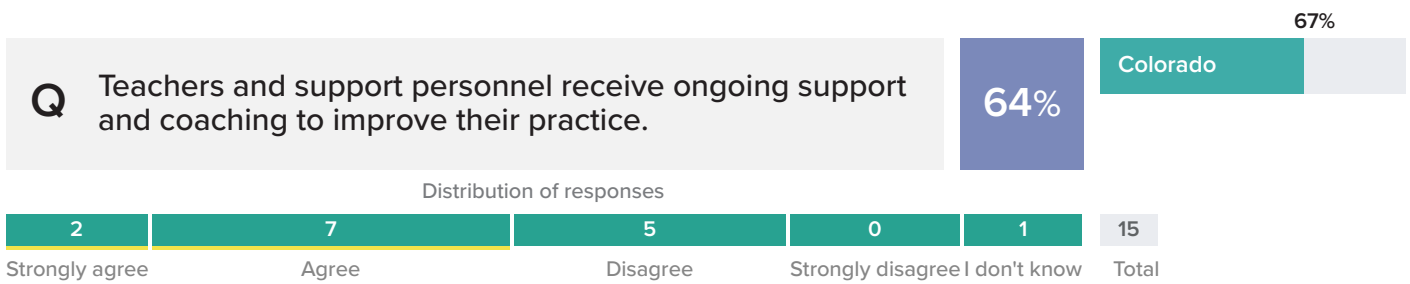 67%
Q
Teachers and support personnel receive ongoing support
and coaching to improve their practice.
64%
Colorado
Distribution of responses
2 7 5 0 1 15
Strongly agree Agree Disagree Strongly disagree I don't know Total